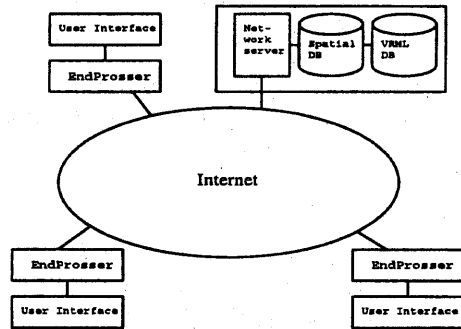 User Interface
EndProsser
Net-
work
server
Spatial
DB
VRML
DB
Internet
EndProsser
User Interface
EndProsser
User Interface